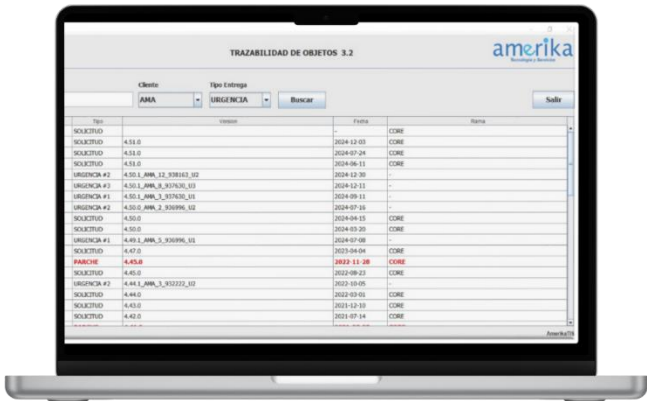 TRAZABILIDAD DE OBJETOS 3.2
amerika
Tecnología y Servicios
Cliente Tipo Entrega
AMA URGENCIA Buscar Salir
Tipo Version Fecha Rama
SOLICITUD - CORE
SOLICITUD 4.51.0 2024-12-03 CORE
SOLICITUD 4.51.0 2024-07-24 CORE
SOLICITUD 4.51.0 2024-06-11 CORE
URGENCIA #2 4.50.1_AMA_12_938163_U2 2024-12-30 -
URGENCIA #3 4.50.1_AMA_8_937630_U3 2024-12-11 -
URGENCIA #1 4.50.1_AMA_3_937630_U1 2024-09-11 -
URGENCIA #2 4.50.0_AMA_2_936996_U2 2024-07-16 -
SOLICITUD 4.50.0 2024-04-15 CORE
SOLICITUD 4.50.0 2024-03-20 CORE
URGENCIA #1 4.49.1_AMA_5_936996_U1 2024-07-08 -
SOLICITUD 4.47.0 2023-04-04 CORE
PARCHE 4.45.0 2022-11-28 CORE
SOLICITUD 4.45.0 2022-08-23 CORE
URGENCIA #2 4.44.1_AMA_3_932222_U2 2022-10-05 -
SOLICITUD 4.44.0 2022-03-01 CORE
SOLICITUD 4.43.0 2021-12-10 CORE
SOLICITUD 4.42.0 2021-07-14 CORE